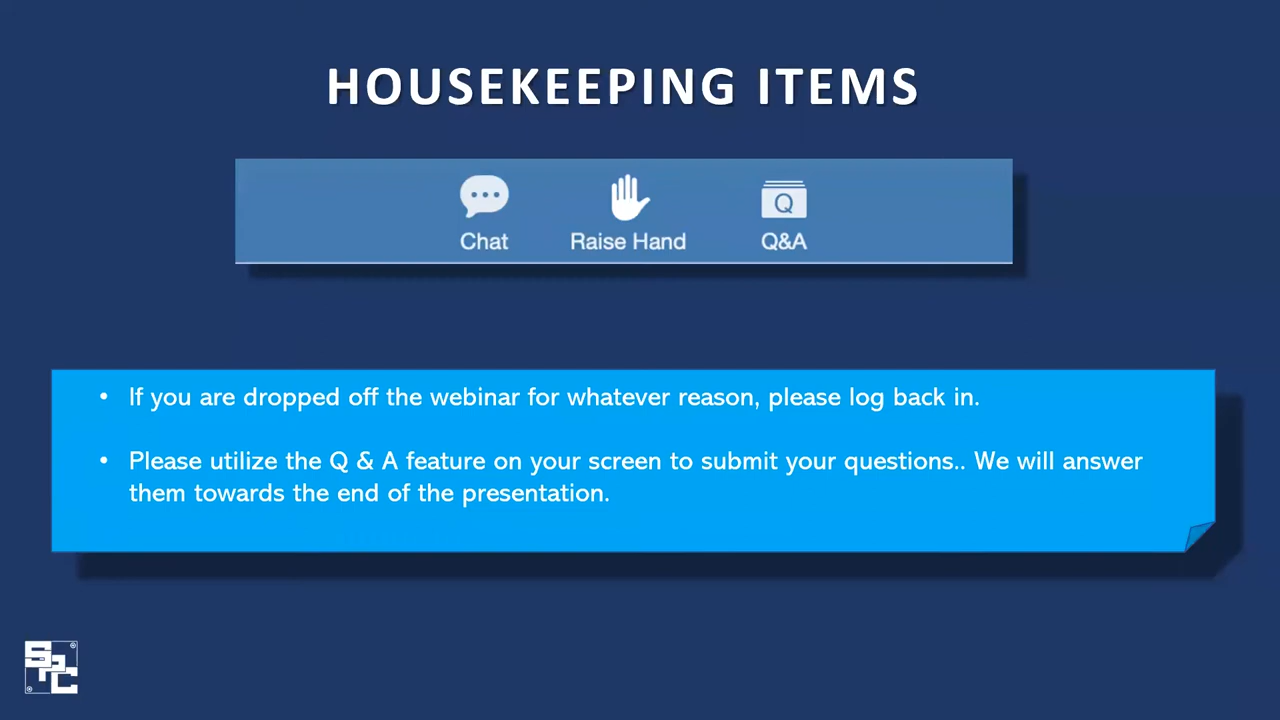 HOUSEKEEPING ITEMS
Chat
Raise Hand
Q
Q&A
• If you are dropped off the webinar for whatever reason, please log back in.
• Please utilize the Q & A feature on your screen to submit your questions.. We will answer
them towards the end of the presentation.
SPC